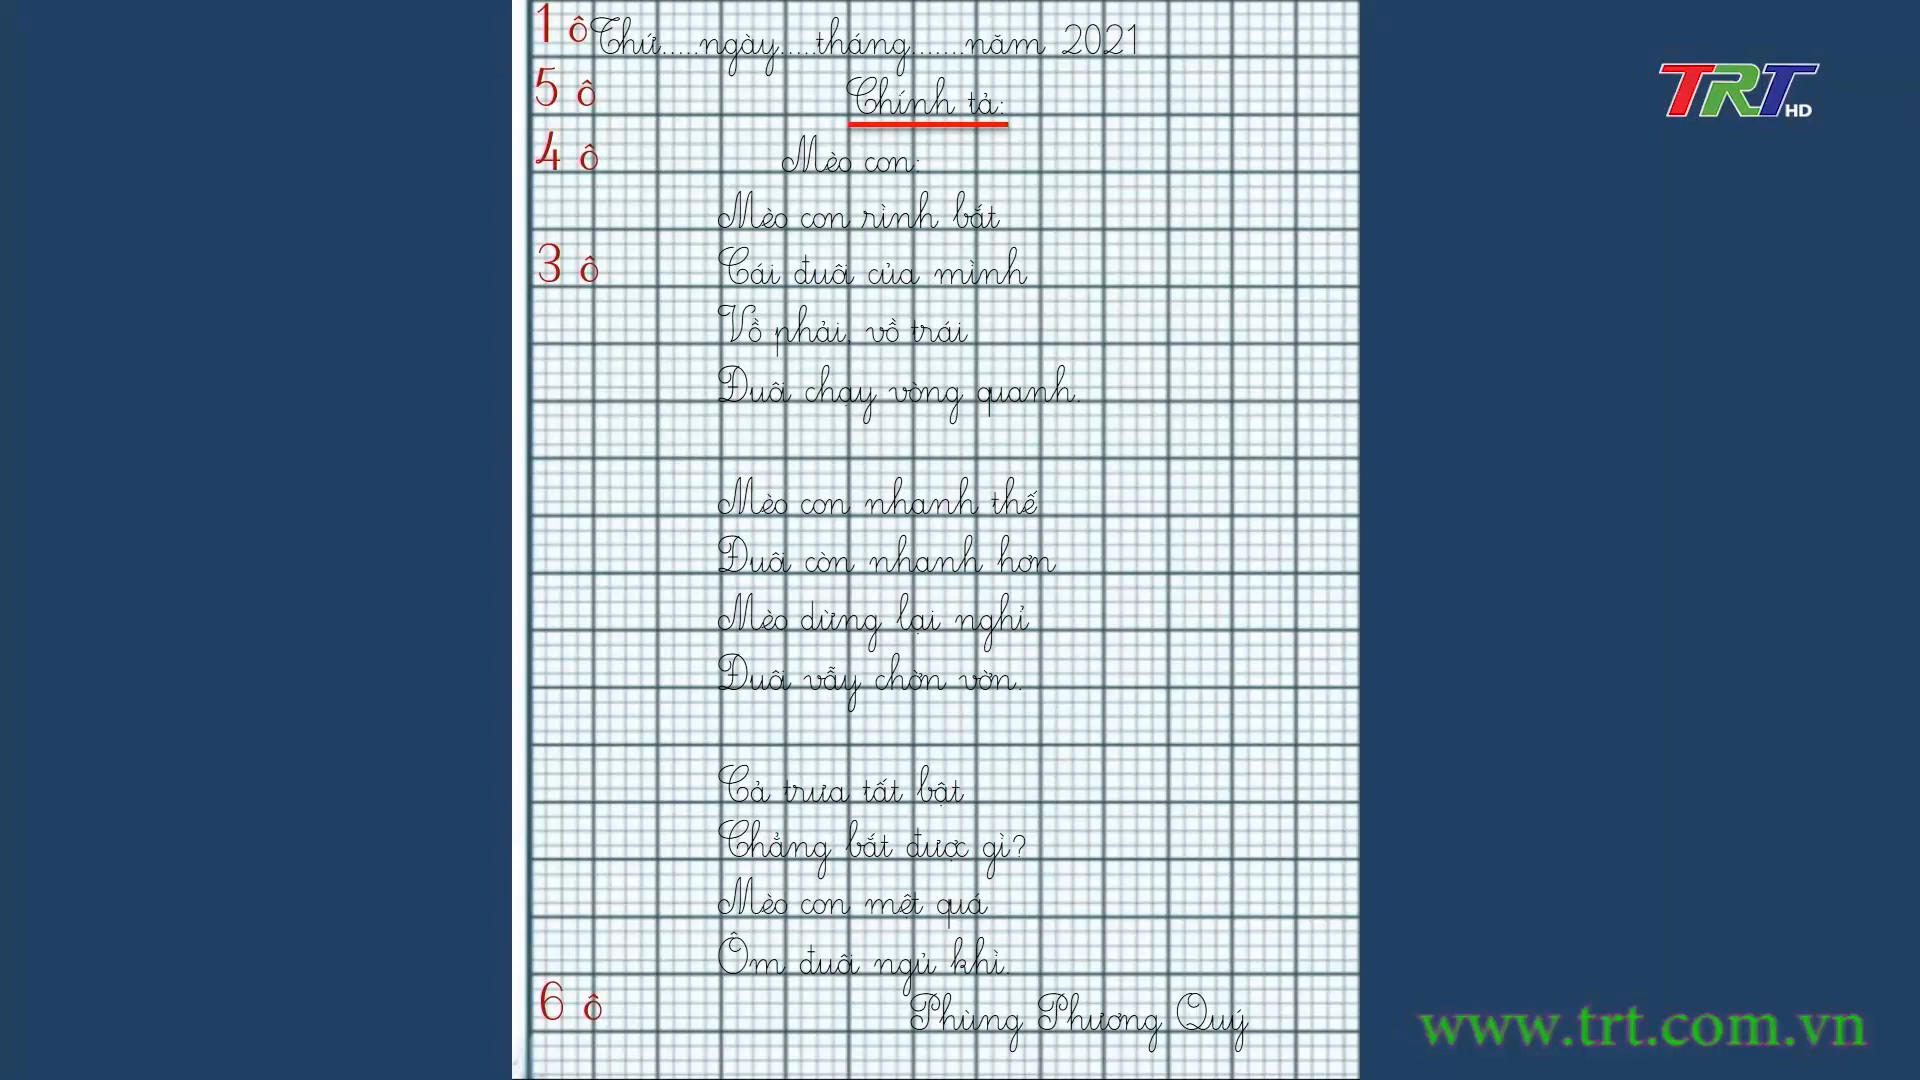 1 ô Thứ.....ngày.....tháng.......năm 2021
5 ô Chính tả:
4 ô Mèo con:
Mèo con rình bắt
3 ô Cái đuôi của mình
Vồ phải, vồ trái
Đuôi chạy vòng quanh.
Mèo con nhanh thế
Đuôi còn nhanh hơn
Mèo dừng lại nghỉ
Đuôi vẫy chờn vờn.
Cả trưa tất bật
Chẳng bắt được gì?
Mèo con mệt quá
Ôm đuôi ngủ khì.
6 ô Phùng Phương Quý
TRT HD
www.trt.com.vn